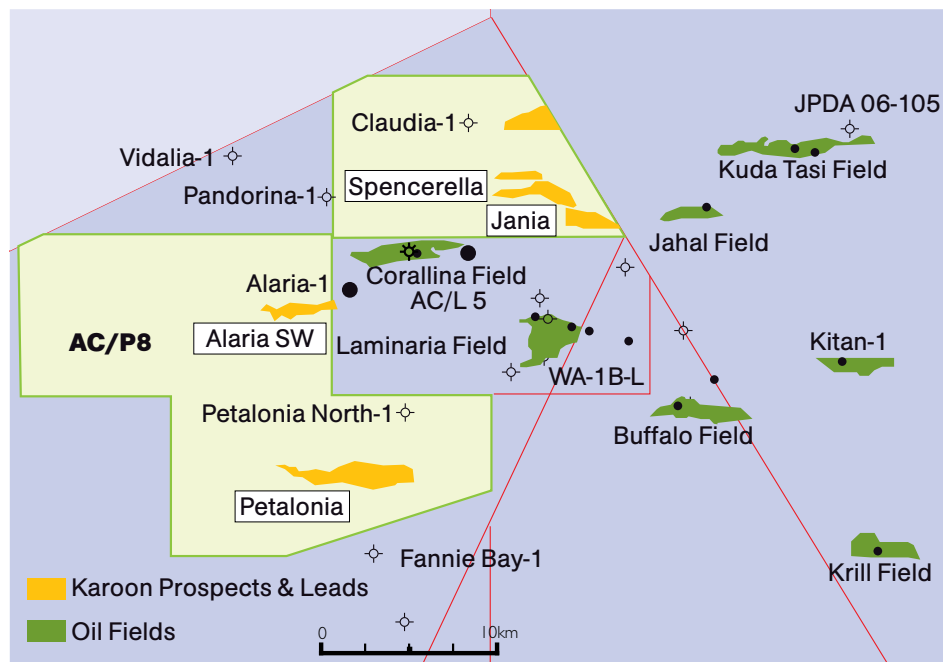 JPDA 06-105
Claudia-1
Vidalia-1
Kuda Tasi Field
Pandorina-1
Spencerella
Jania
Jahal Field
Corallina Field
Alaria-1
AC/L 5
AC/P8
Alaria SW
Laminaria Field
Kitan-1
WA-1B-L
Petalonia North-1
Buffalo Field
Petalonia
Fannie Bay-1
Krill Field
Karoon Prospects & Leads
Oil Fields
0
10km